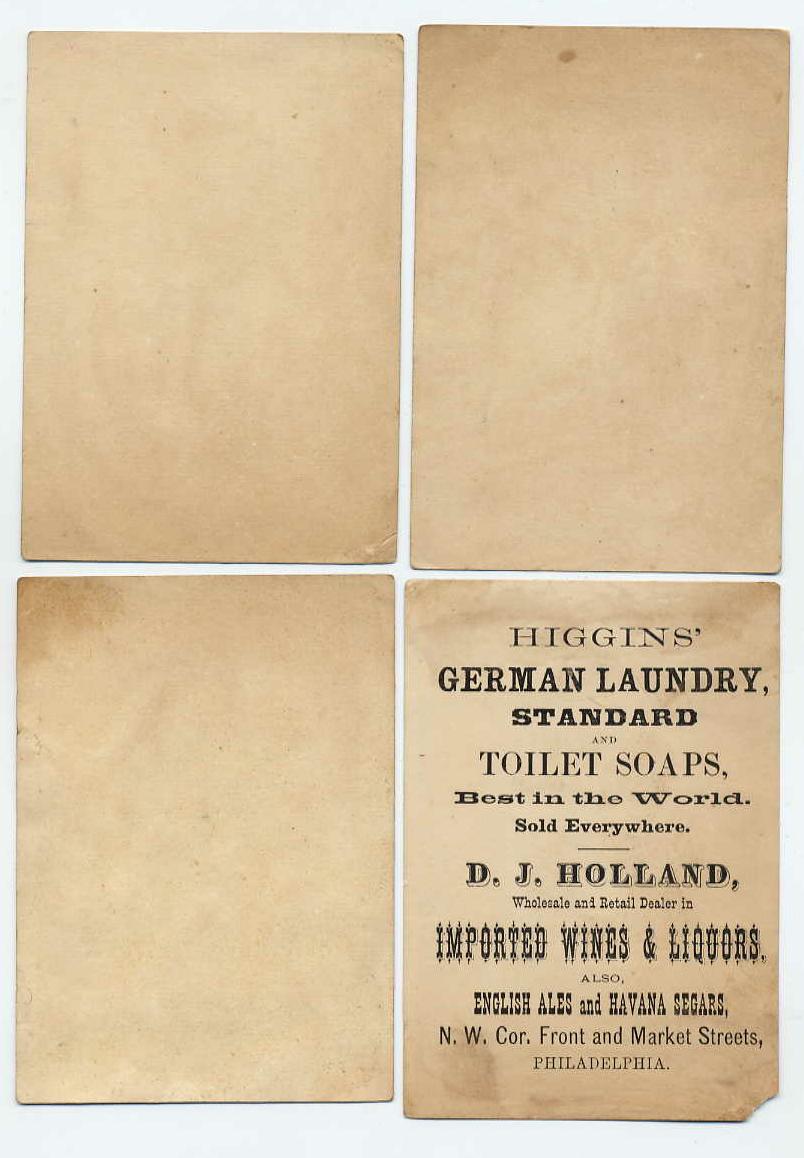 HIGGINS'
GERMAN LAUNDRY,
STANDARD
AND
TOILET SOAPS,
Best in the World.
Sold Everywhere.
D. J. HOLLAND,
Wholesale and Retail Dealer in
IMPORTED WINES & LIQUORS,
ALSO,
ENGLISH ALES and HAVANA SEGARS,
N. W. Cor. Front and Market Streets,
PHILADELPHIA.